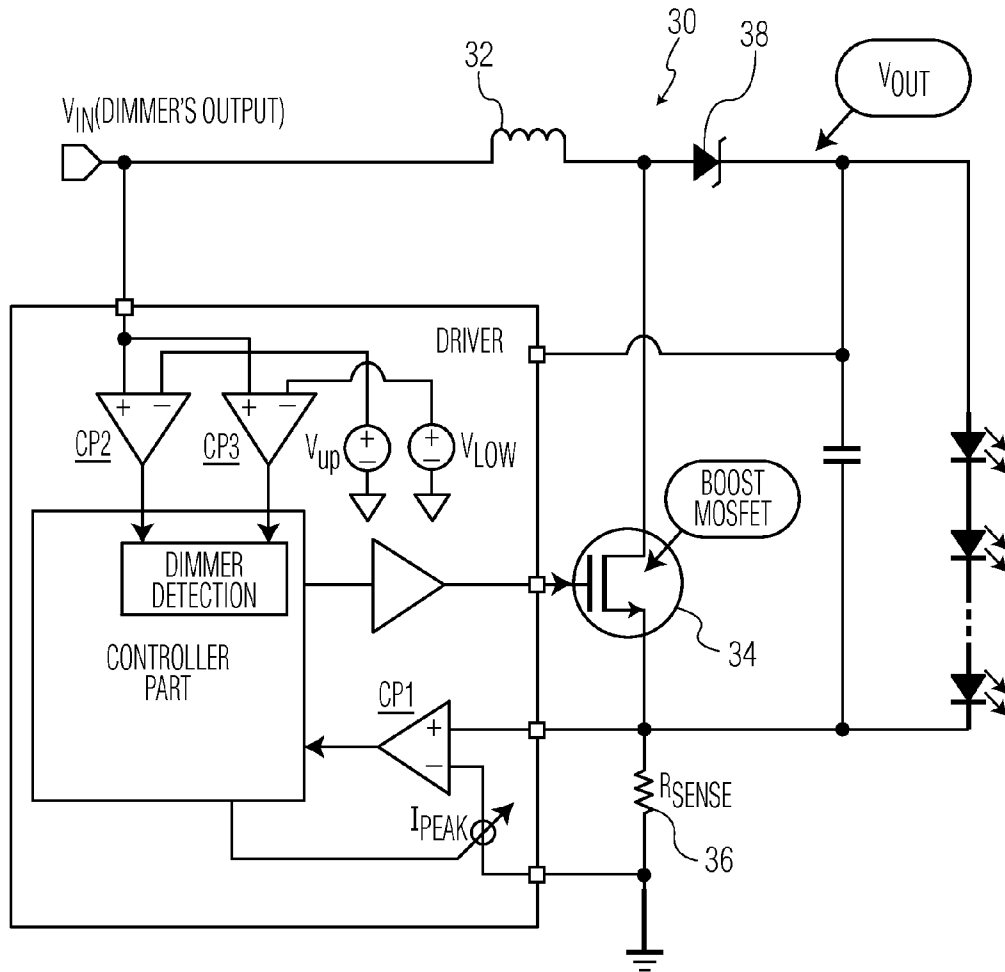 30
38
32
VOUT
VIN(DIMMER'S OUTPUT)
DRIVER
+ −
+ −
CP2
CP3
Vup
+
−
+
−
VLOW
BOOST
MOSFET
DIMMER
DETECTION
34
CONTROLLER
PART
CP1
+
−
RSENSE
IPEAK
36